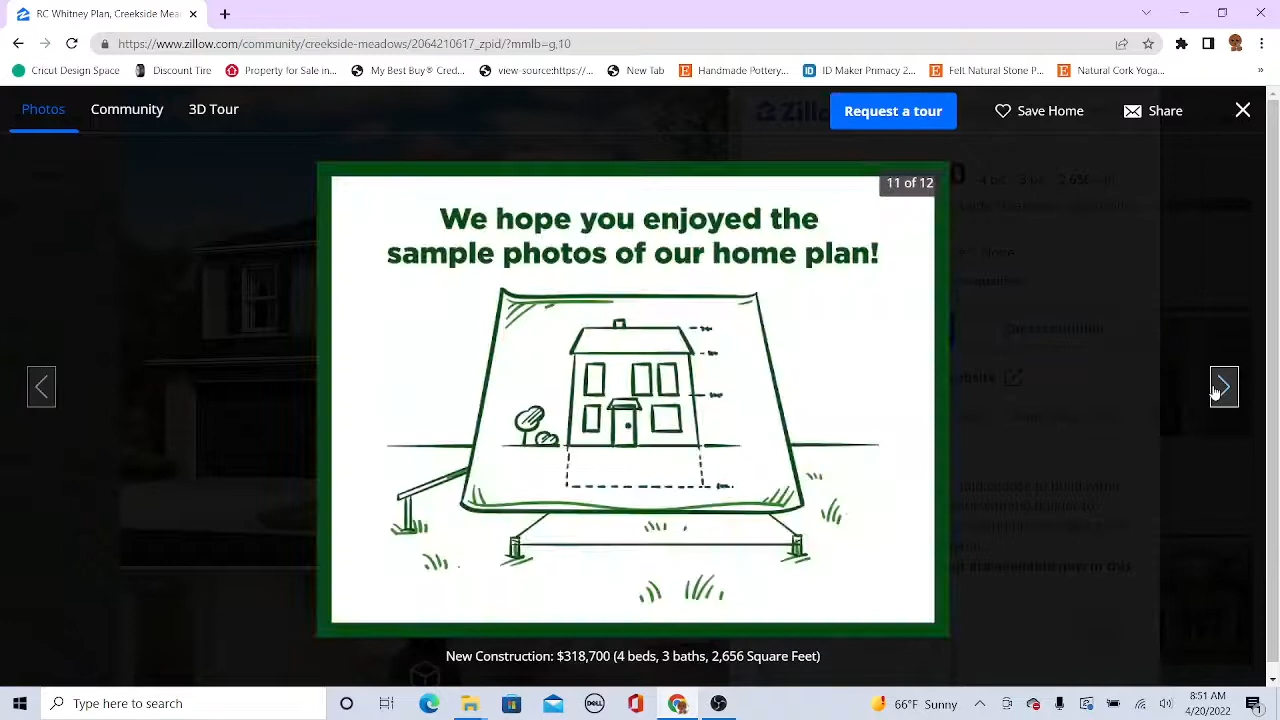 RC Whitney Plan, Creekside Mea
https://www.zillow.com/community/creekside-meadows/2064210617_zpid/?mmlb=g,10
Cricut Design Space
Discount Tire
Property for Sale in...
My Best Buy® Cre...
view-source:https://...
New Tab
Handmade Pottery...
ID Maker Primacy 2...
Felt Natural Stone P...
Natural Cork Yoga...
»
Photos
Community
3D Tour
Request a tour
Save Home
Share
11 of 12
We hope you enjoyed the
sample photos of our home plan!
New Construction: $318,700 (4 beds, 3 baths, 2,656 Square Feet)
Type here to search
DELL
66°F Sunny
8:51 AM
4/20/2022